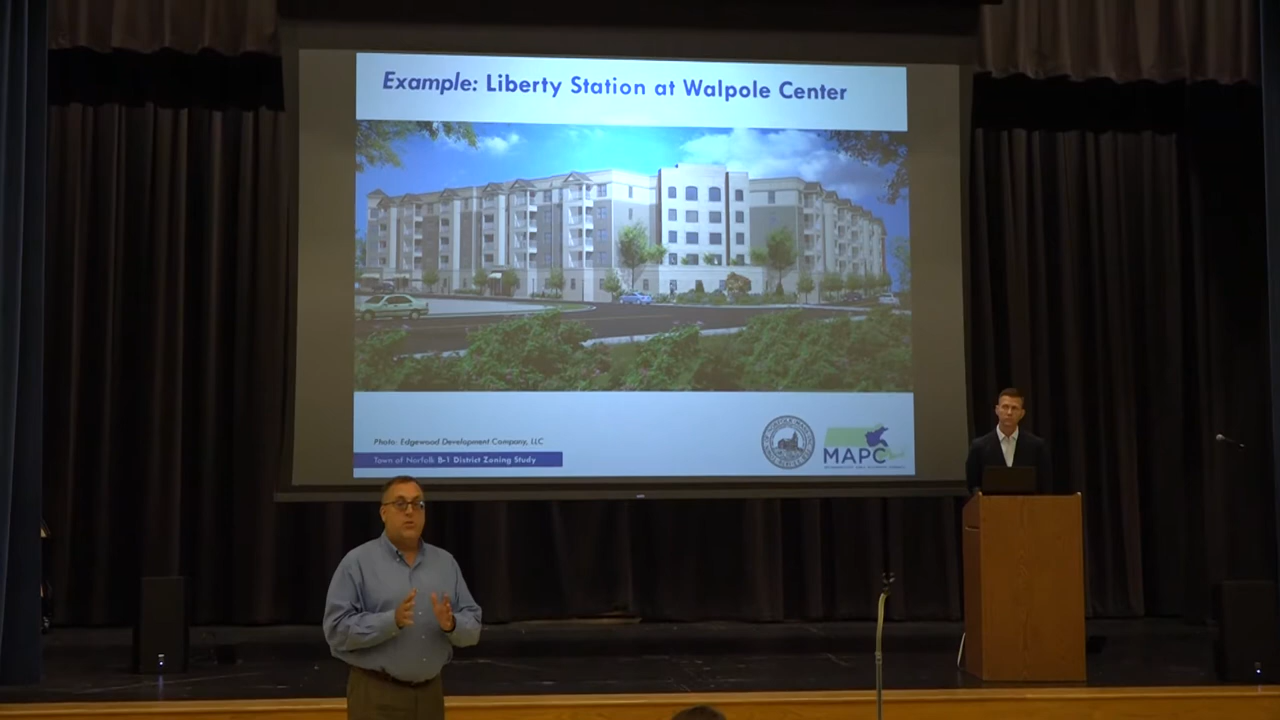 Example: Liberty Station at Walpole Center
Photo: Edgewood Development Company, LLC
Town of Norfolk B-1 District Zoning Study
MAPC